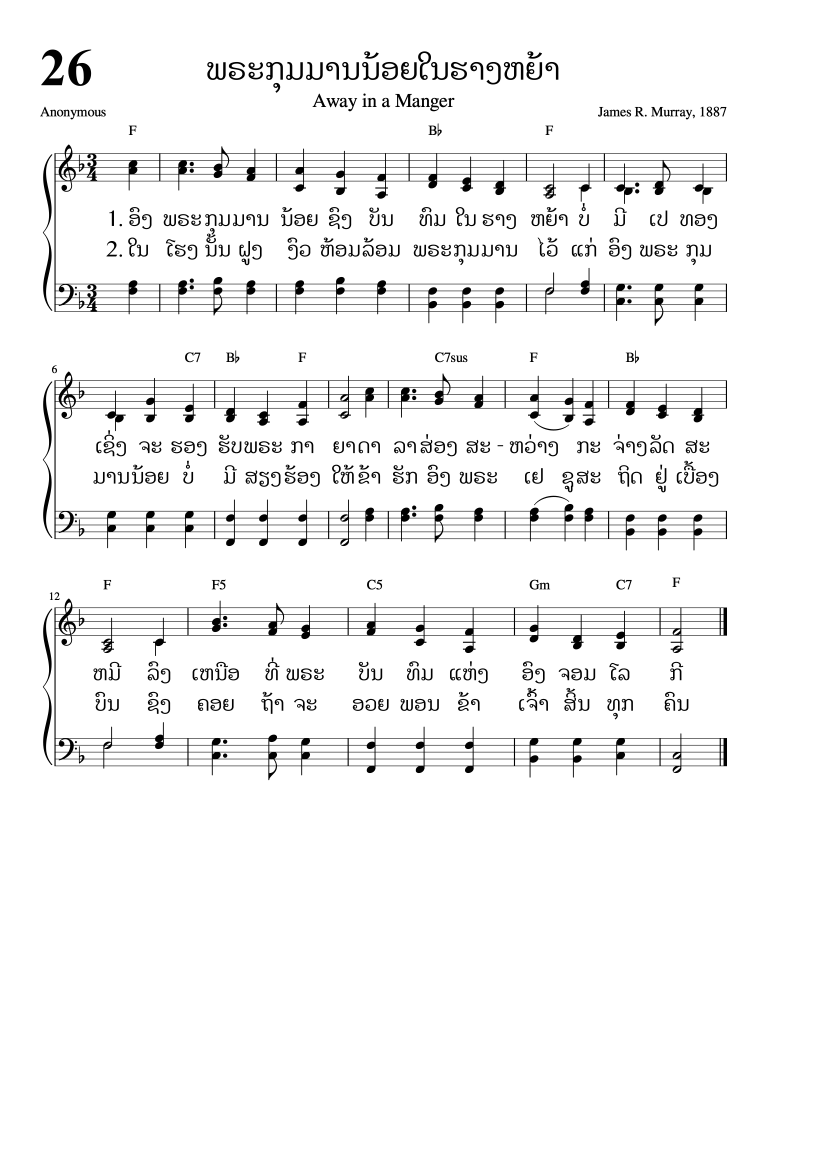 26
ພຣະກຸມມານນ້ອຍໃນຮາງຫຍ້າ
Away in a Manger
Anonymous
James R. Murray, 1887
F B♭ F
1. ອົງ ພຣະກຸມມານ ນ້ອຍ ຊົງ ບັນ ທົມ ໃນ ຮາງ ຫຍ້າ ບໍ່ ມີ ເປ ທອງ
2. ໃນ ໂຮງ ນັ້ນ ຝູງ ງົວ ຫ້ອມລ້ອມ ພຣະກຸມມານ ໄວ້ ແກ່ ອົງ ພຣະ ກຸມ
6 C7 B♭ F C7sus F B♭
ເຊິ່ງ ຈະ ຮອງ ຮັບພຣະ ກາ ຍາດາ ລາສ່ອງ ສະ - ຫວ່າງ ກະ ຈ່າງລັດ ສະ
ມານນ້ອຍ ບໍ່ ມີ ສຽງຮ້ອງ ໃຫ້ຂ້າ ຮັກ ອົງ ພຣະ ເຢ ຊູສະ ຖິດ ຢູ່ ເບື້ອງ
12 F F5 C5 Gm C7 F
ຫມີ ລົງ ເຫນືອ ທີ່ ພຣະ ບັນ ທົມ ແຫ່ງ ອົງ ຈອມ ໂລ ກີ
ບົນ ຊົງ ຄອຍ ຖ້າ ຈະ ອວຍ ພອນ ຂ້າ ເຈົ້າ ສິ້ນ ທຸກ ຄົນ